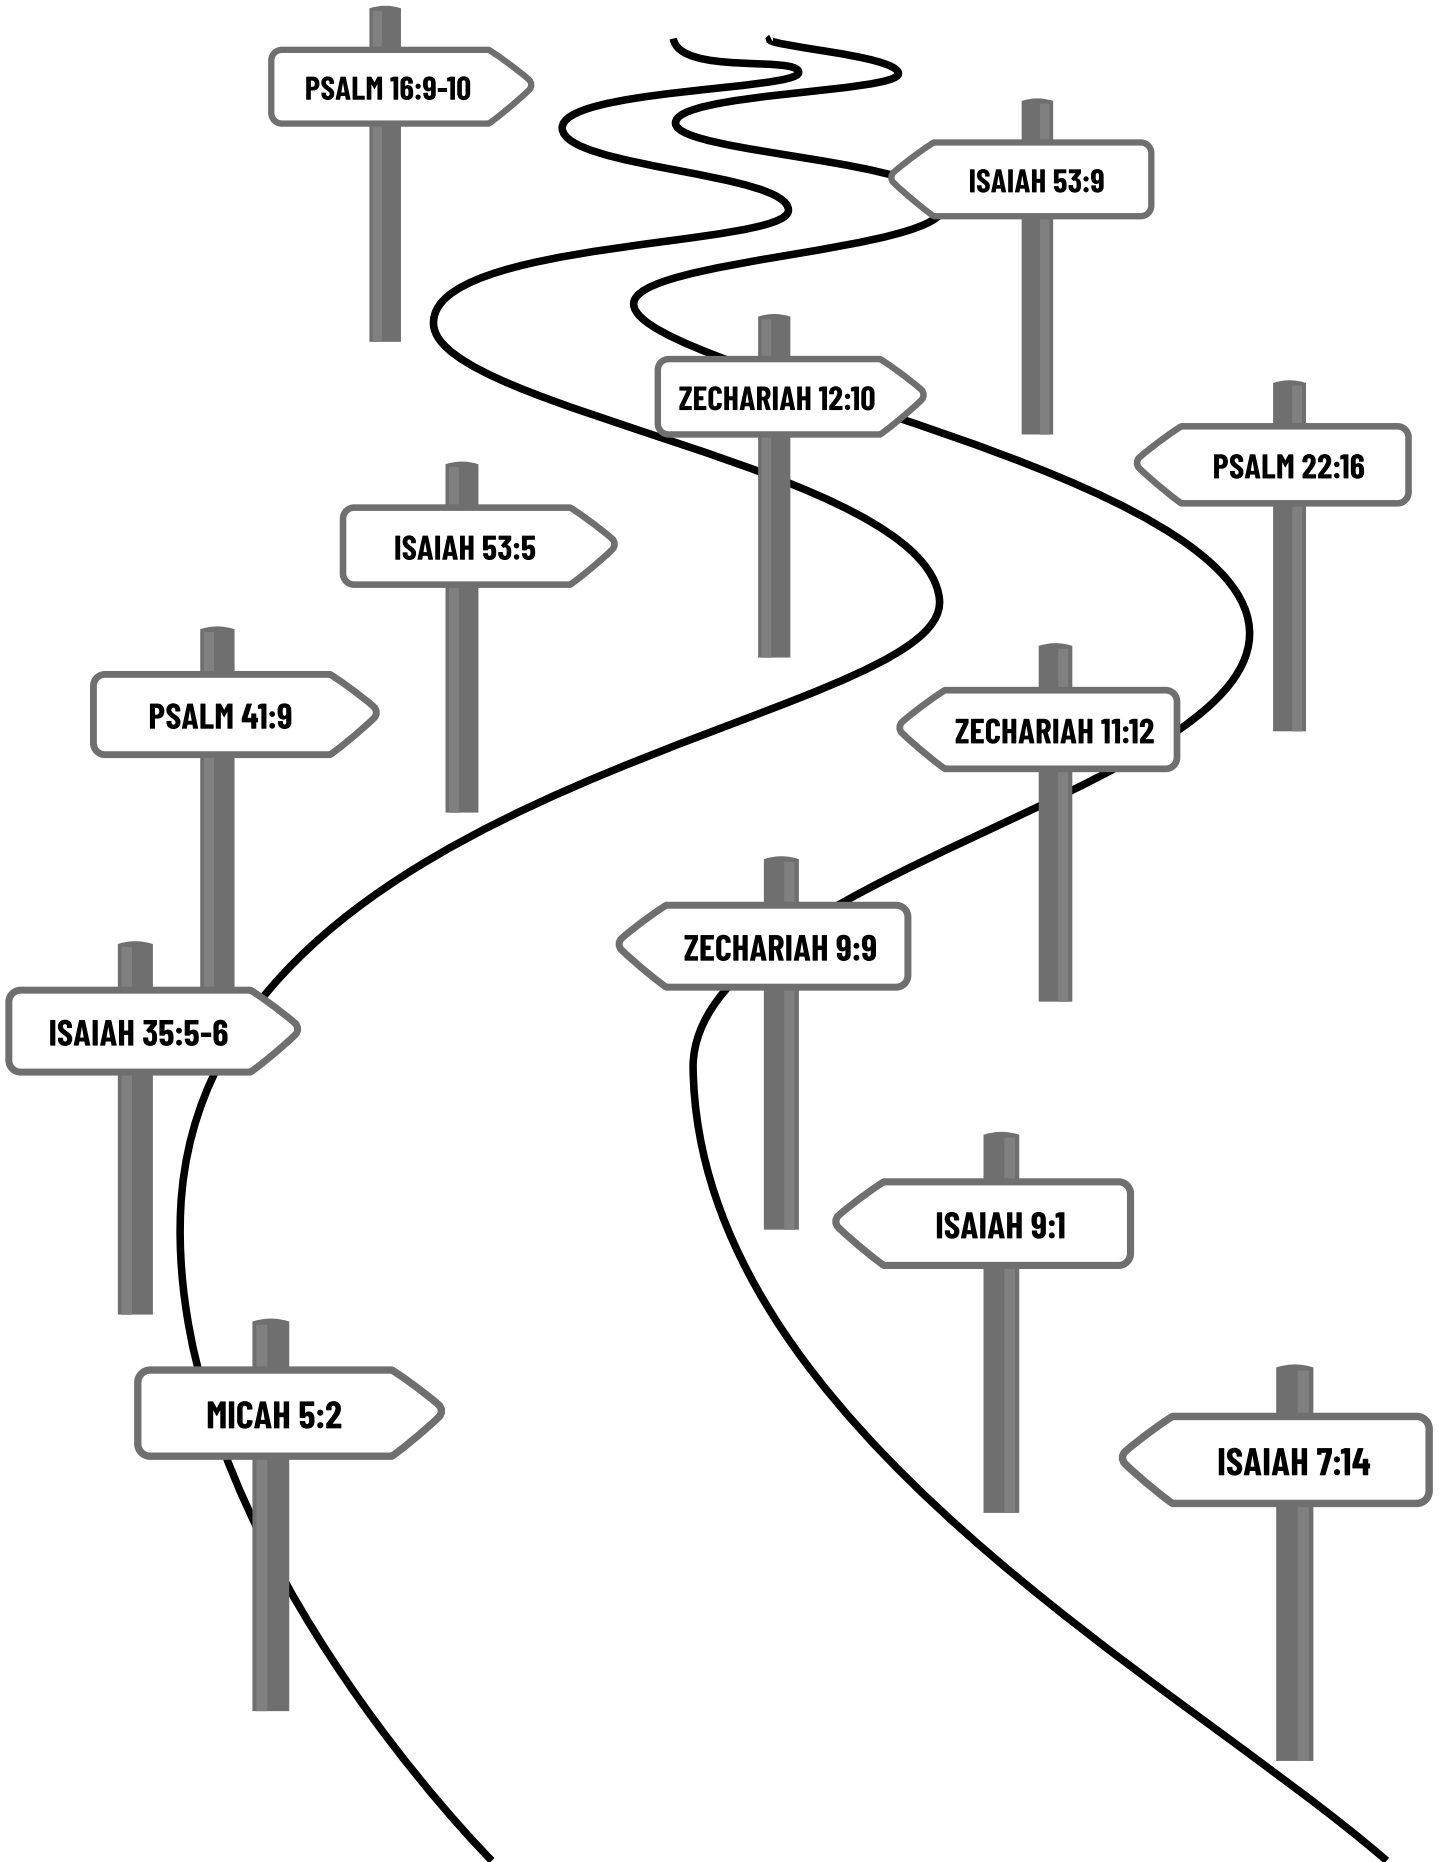 PSALM 16:9-10
ISAIAH 53:9
ZECHARIAH 12:10
PSALM 22:16
ISAIAH 53:5
PSALM 41:9
ZECHARIAH 11:12
ZECHARIAH 9:9
ISAIAH 35:5-6
ISAIAH 9:1
MICAH 5:2
ISAIAH 7:14